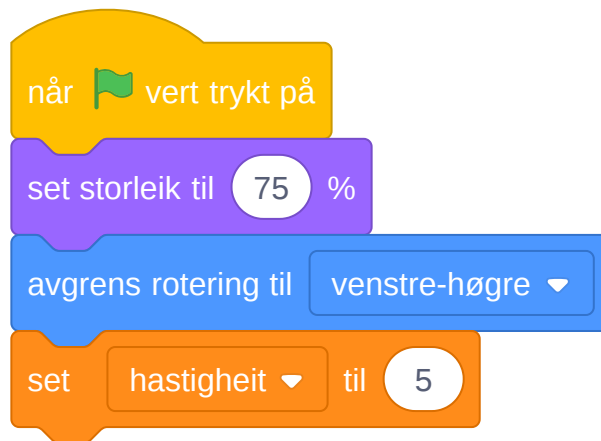 når vert trykt på
set storleik til 75 %
avgrens rotering til venstre-høgre
set hastigheit til 5